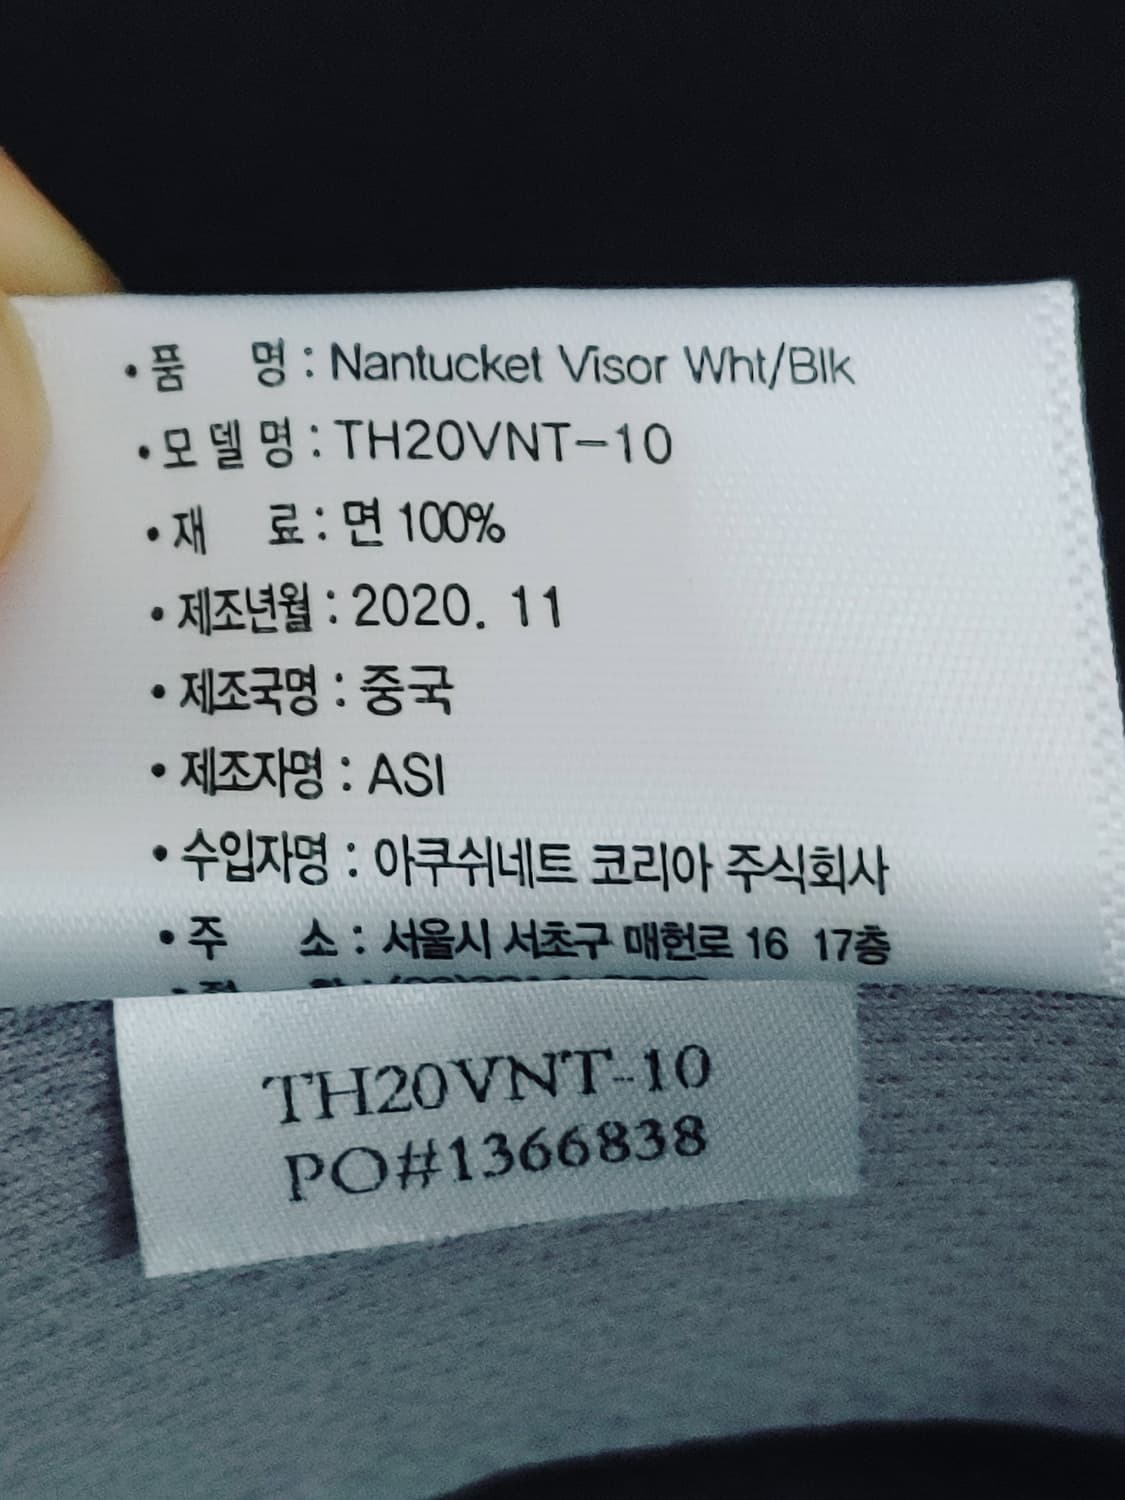 • 품 명 : Nantucket Visor Wht/Blk
• 모델명 : TH20VNT-10
• 재 료 : 면 100%
• 제조년월 : 2020. 11
• 제조국명 : 중국
• 제조자명 : ASI
• 수입자명 : 아쿠쉬네트 코리아 주식회사
• 주 소 : 서울시 서초구 매헌로 16 17층
TH20VNT-10
PO#1366838